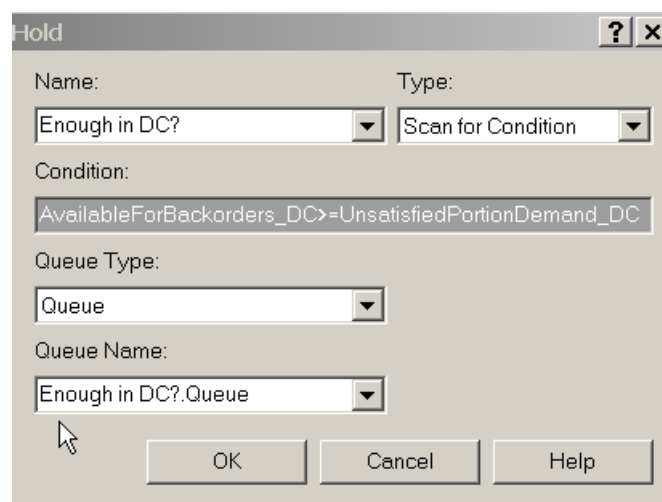 Hold
Name: Type:
Enough in DC? Scan for Condition
Condition:
AvailableForBackorders_DC>=UnsatisfiedPortionDemand_DC
Queue Type:
Queue
Queue Name:
Enough in DC?.Queue
OK Cancel Help